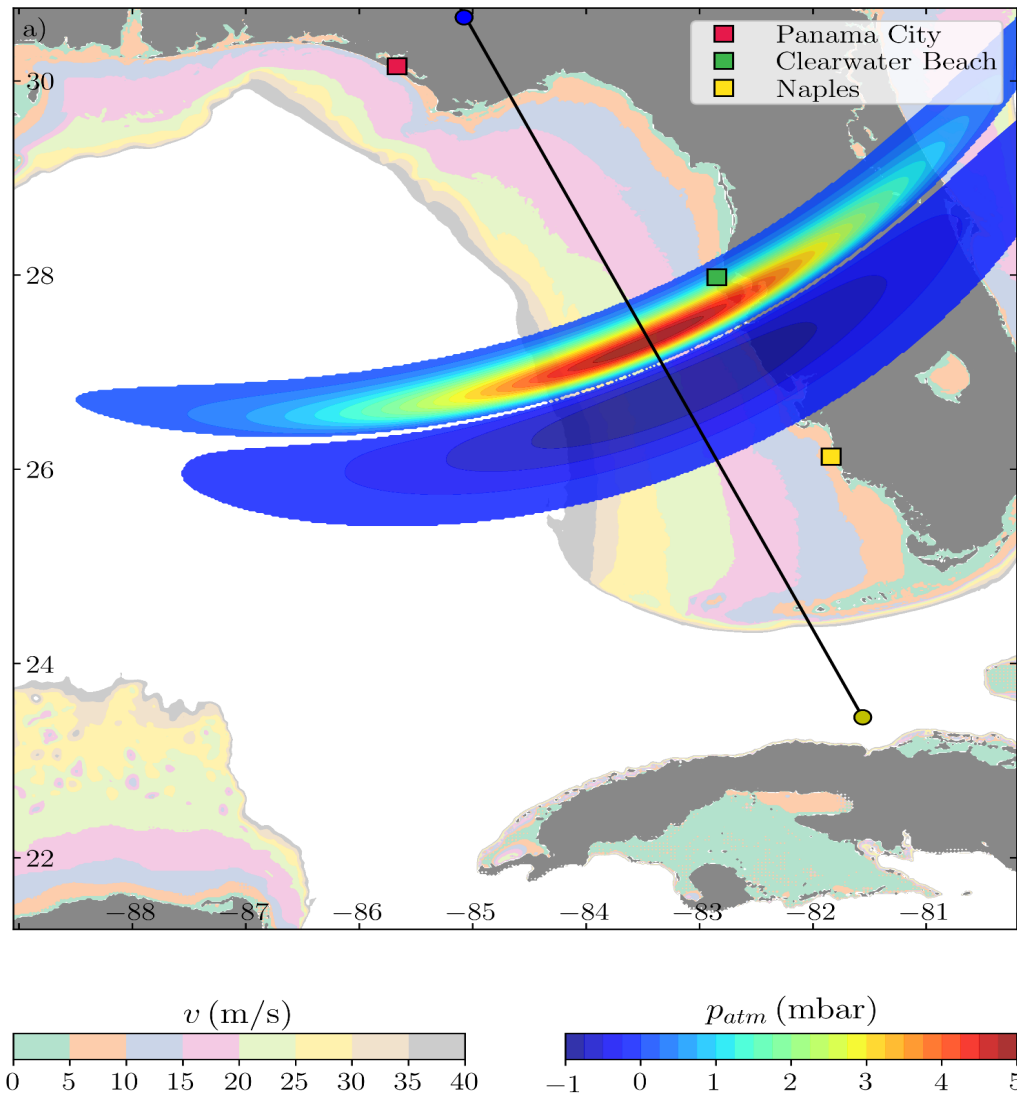 a)
Panama City
Clearwater Beach
Naples
30
28
26
24
22
−88 −87 −86 −85 −84 −83 −82 −81
v (m/s)
0 5 10 15 20 25 30 35 40
p_atm (mbar)
−1 0 1 2 3 4 5